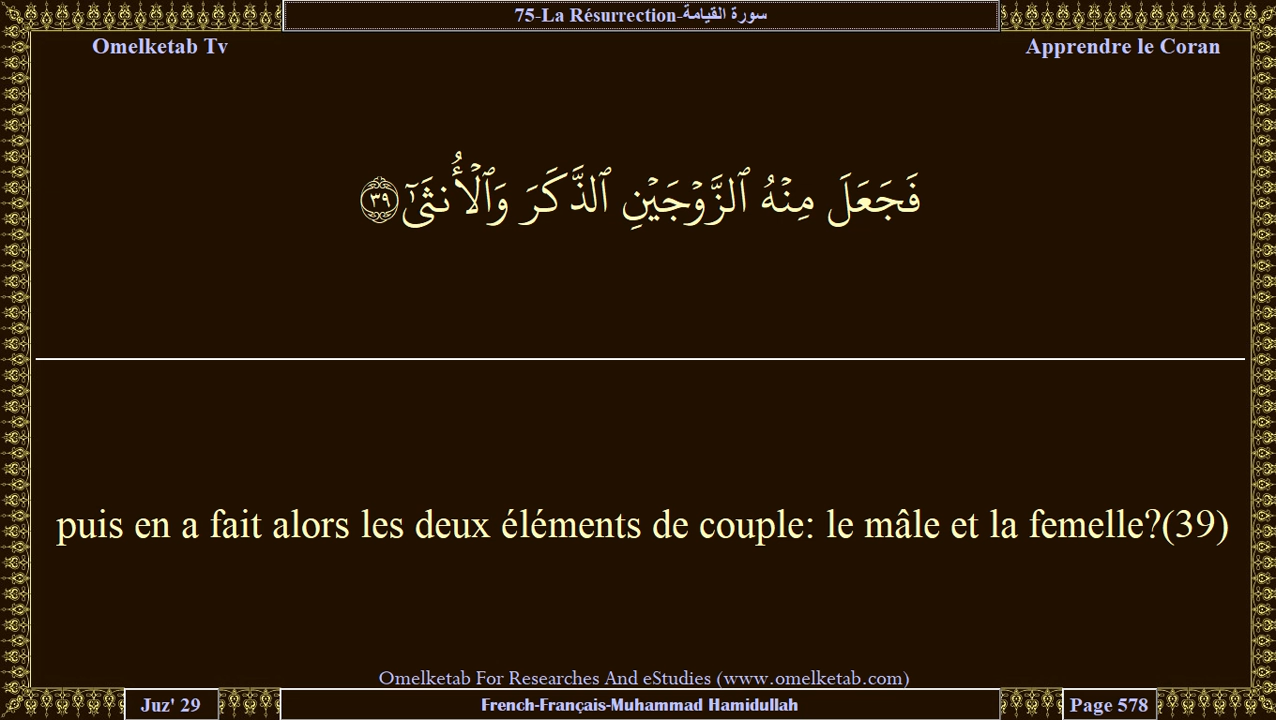 75-La Résurrection-سورة القيامة
Omelketab Tv
Apprendre le Coran
فَجَعَلَ مِنْهُ ٱلزَّوْجَيْنِ ٱلذَّكَرَ وَٱلْأُنثَىٰٓ ٣٩
puis en a fait alors les deux éléments de couple: le mâle et la femelle?(39)
Omelketab For Researches And eStudies (www.omelketab.com)
Juz' 29
French-Français-Muhammad Hamidullah
Page 578